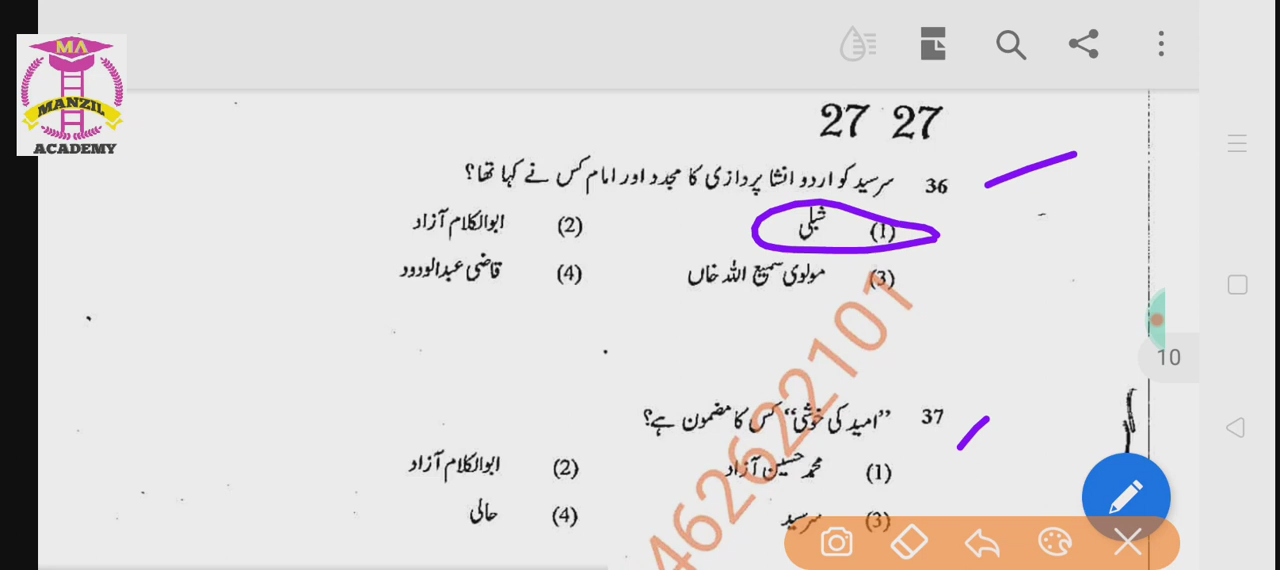 MA
MANZIL
ACADEMY
27 27
36 سرسید کو اردو انشا پردازی کا مجدد اور امام کس نے کہا تھا؟
(1) شبلی (2) ابوالکلام آزاد
(3) مولوی سمیع اللہ خاں (4) قاضی عبدالودود
10
37 ”امید کی خوشی“ کس کا مضمون ہے؟
(1) محمد حسین آزاد (2) ابوالکلام آزاد
(3) سرسید (4) حالی
462622101